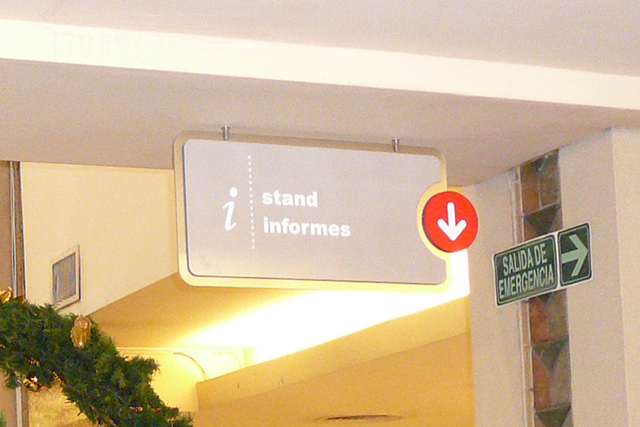 i
stand
informes
SALIDA DE
EMERGENCIA